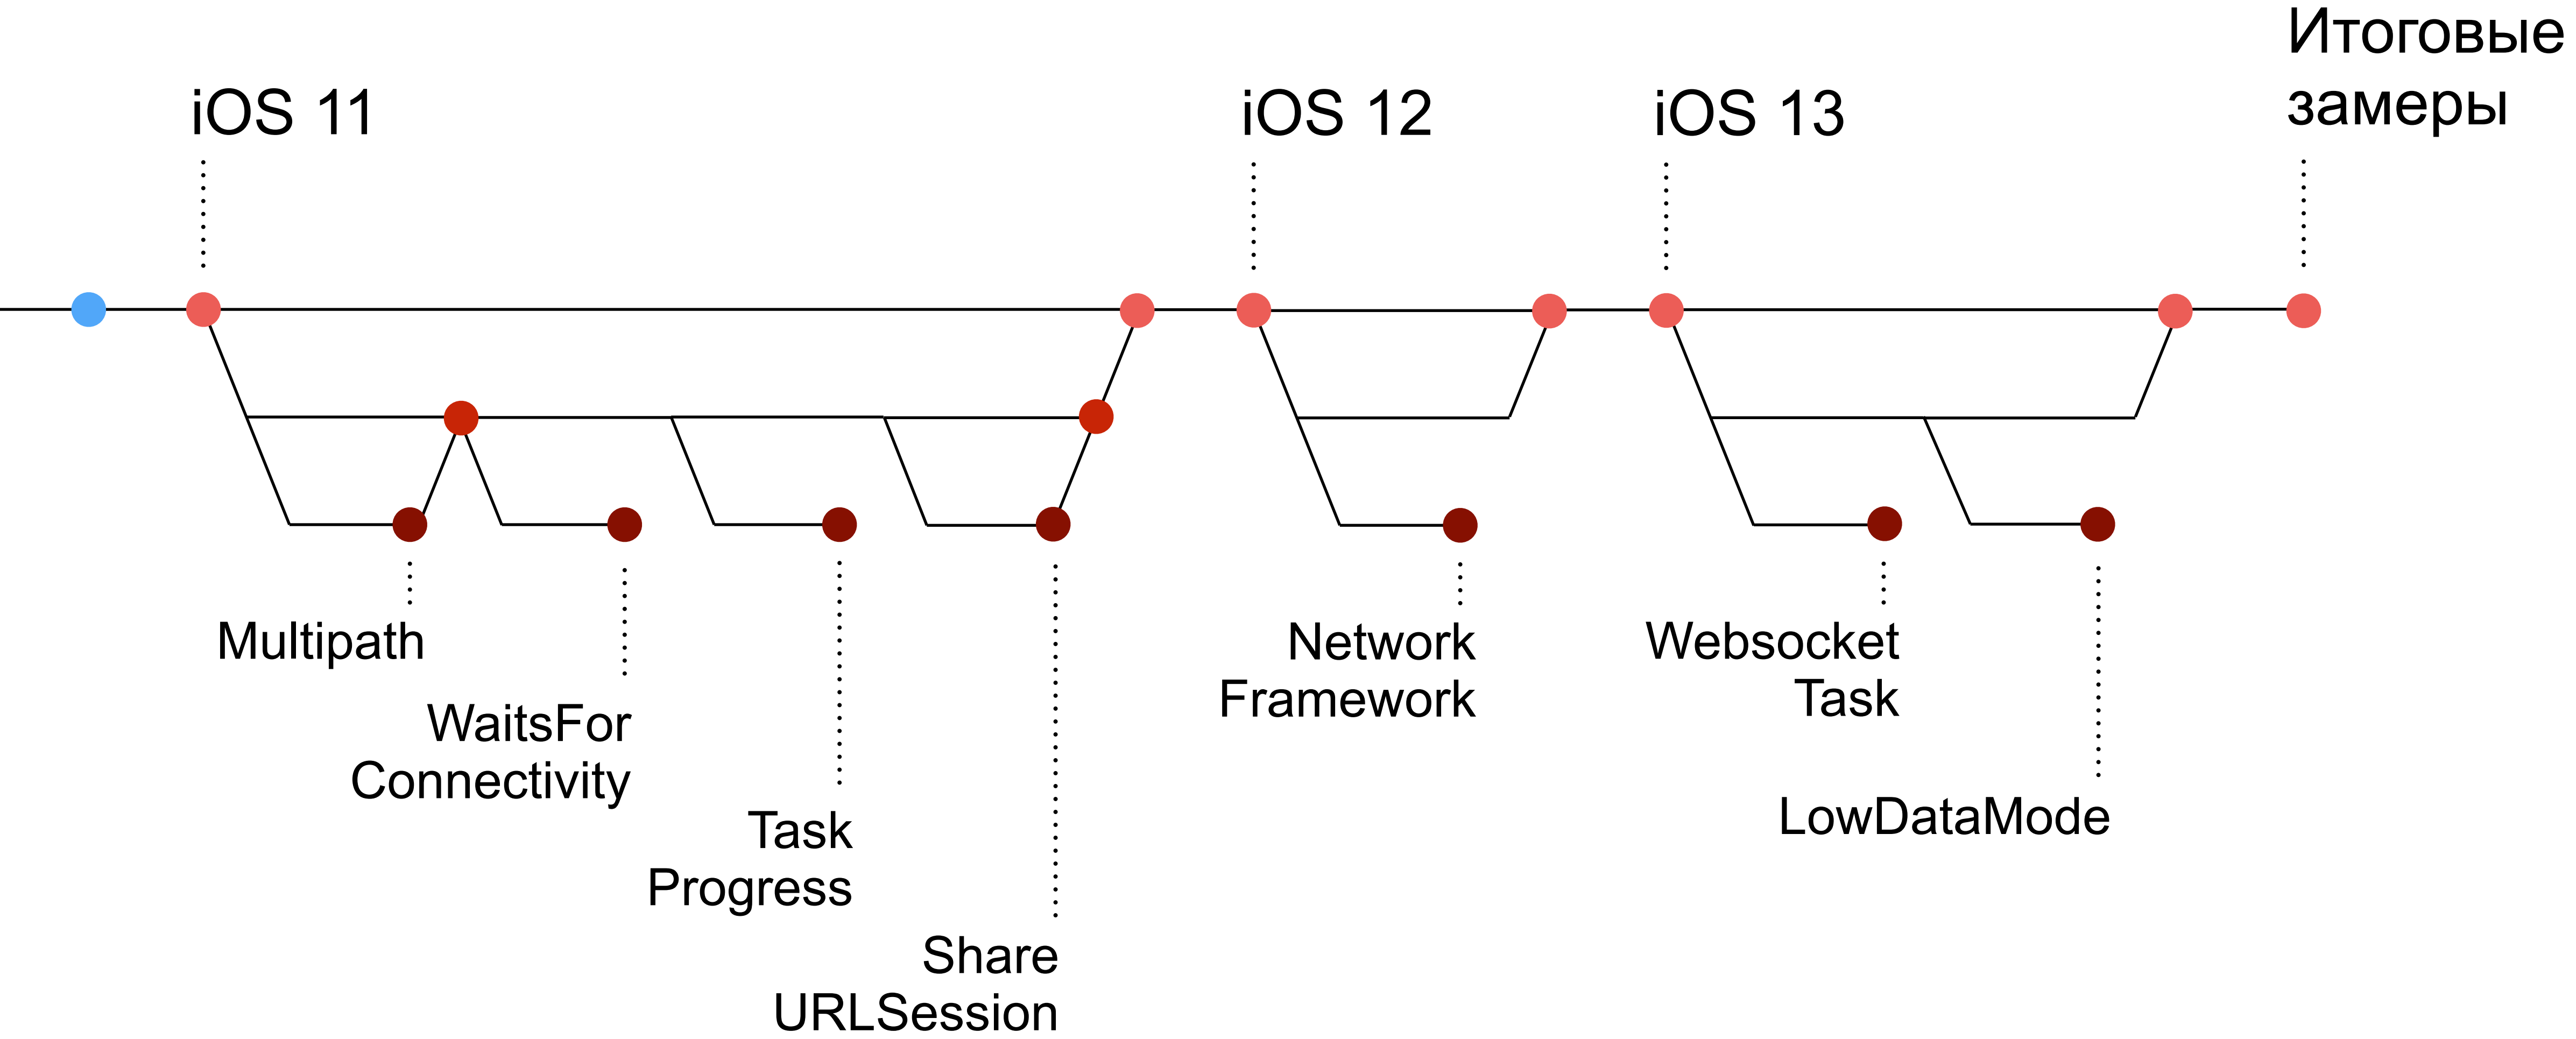 iOS 11
iOS 12
iOS 13
Итоговые
замеры
Multipath
WaitsFor
Connectivity
Task
Progress
Share
URLSession
Network
Framework
Websocket
Task
LowDataMode